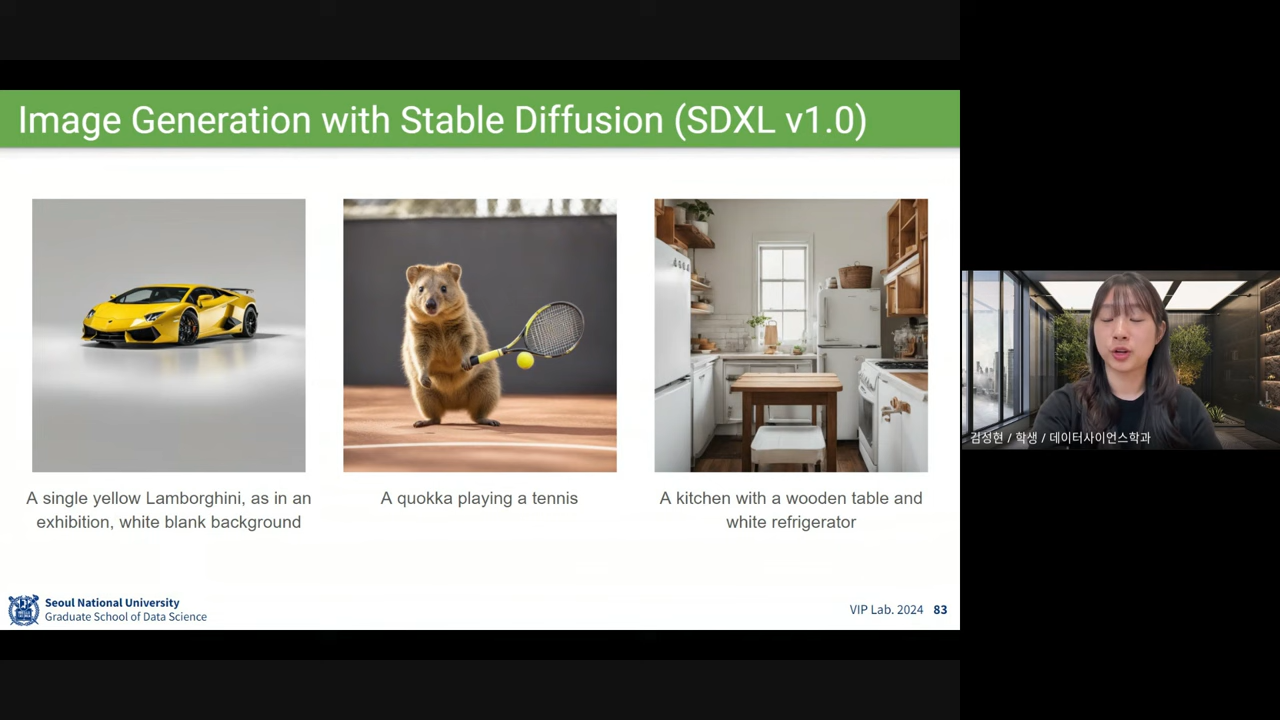 Image Generation with Stable Diffusion (SDXL v1.0)
A single yellow Lamborghini, as in an
exhibition, white blank background
A quokka playing a tennis
A kitchen with a wooden table and
white refrigerator
김성현 / 학생 / 데이터사이언스학과
Seoul National University
Graduate School of Data Science
VIP Lab. 2024 83